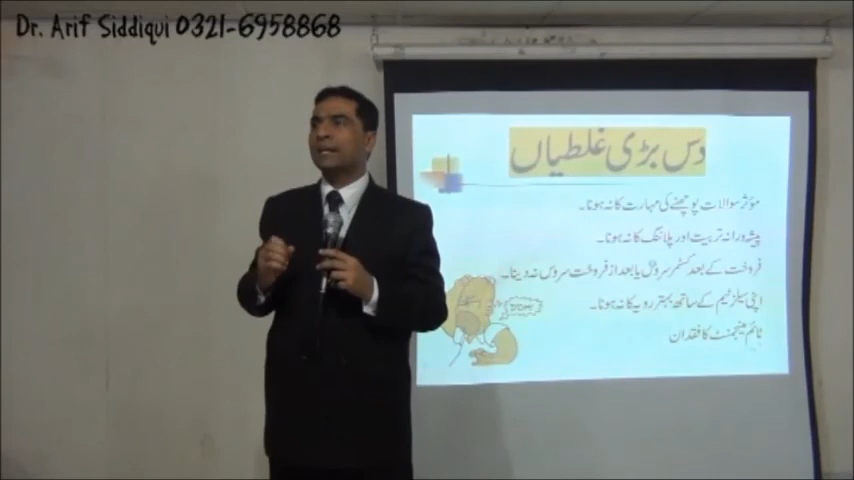 Dr. Arif Siddiqui 0321-6958868
دس بڑی غلطیاں
مؤثر سوالات پوچھنے کی مہارت کا نہ ہونا۔
پیشہ ورانہ تربیت اور پلاننگ کا نہ ہونا۔
فروخت کے بعد کسٹمر سروش یا بعد از فروخت سروس نہ دینا۔
اپنی سیلز ٹیم کے ساتھ بہتر رویہ کا نہ ہونا۔
ٹائم مینجمنٹ کا فقدان